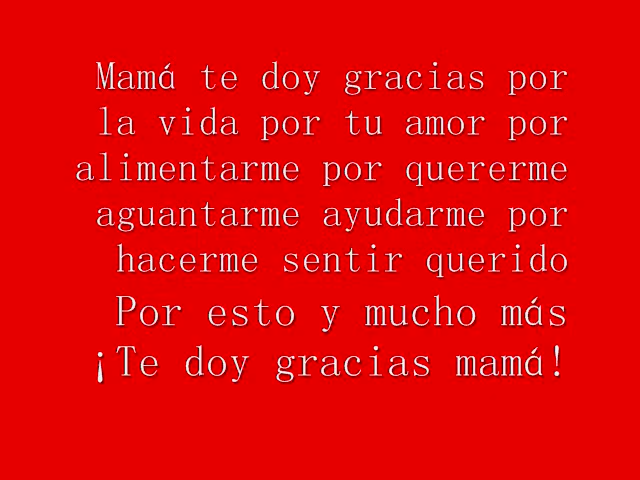 Mamá te doy gracias por
la vida por tu amor por
alimentarme por quererme
aguantarme ayudarme por
hacerme sentir querido
Por esto y mucho más
¡Te doy gracias mamá!